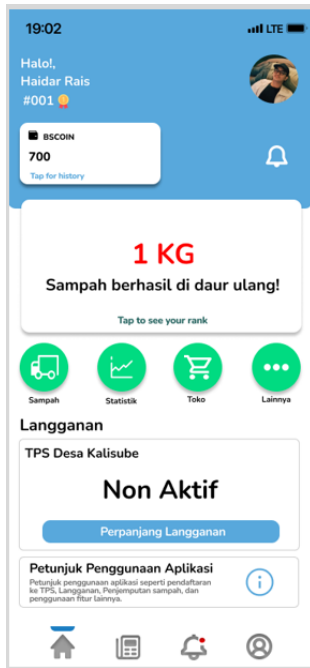 19:02
LTE
Halo!,
Haidar Rais
#001
BSCOIN
700
Tap for history
1 KG
Sampah berhasil di daur ulang!
Tap to see your rank
Sampah
Statistik
Toko
Lainnya
Langganan
TPS Desa Kalisube
Non Aktif
Perpanjang Langganan
Petunjuk Penggunaan Aplikasi
Petunjuk penggunaan aplikasi seperti pendaftaran
ke TPS, Langganan, Penjemputan sampah, dan
penggunaan fitur lainnya.